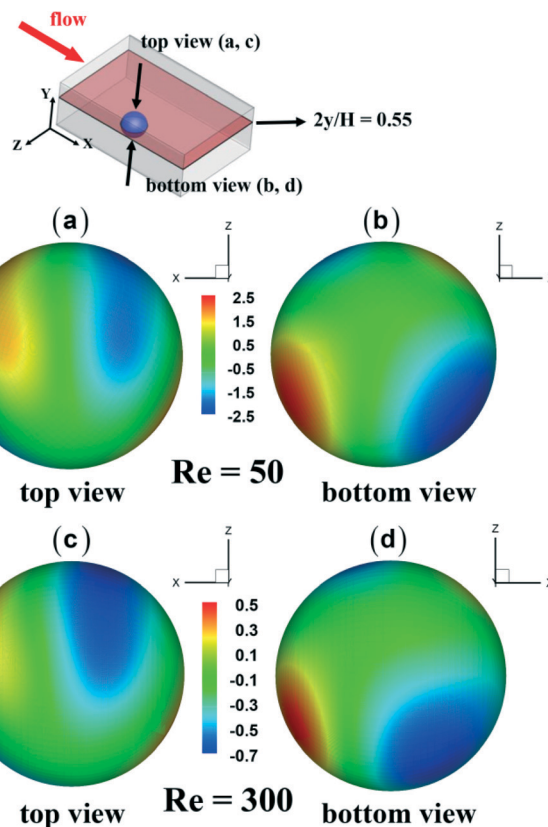 flow
top view (a, c)
Y
Z
X
2y/H = 0.55
bottom view (b, d)
(a)
(b)
Z
X
Y
Z
Y
2.5
1.5
0.5
-0.5
-1.5
-2.5
Re = 50
top view
bottom view
(c)
(d)
Z
X
Y
Z
Y
0.5
0.3
0.1
-0.1
-0.3
-0.5
-0.7
Re = 300
top view
bottom view